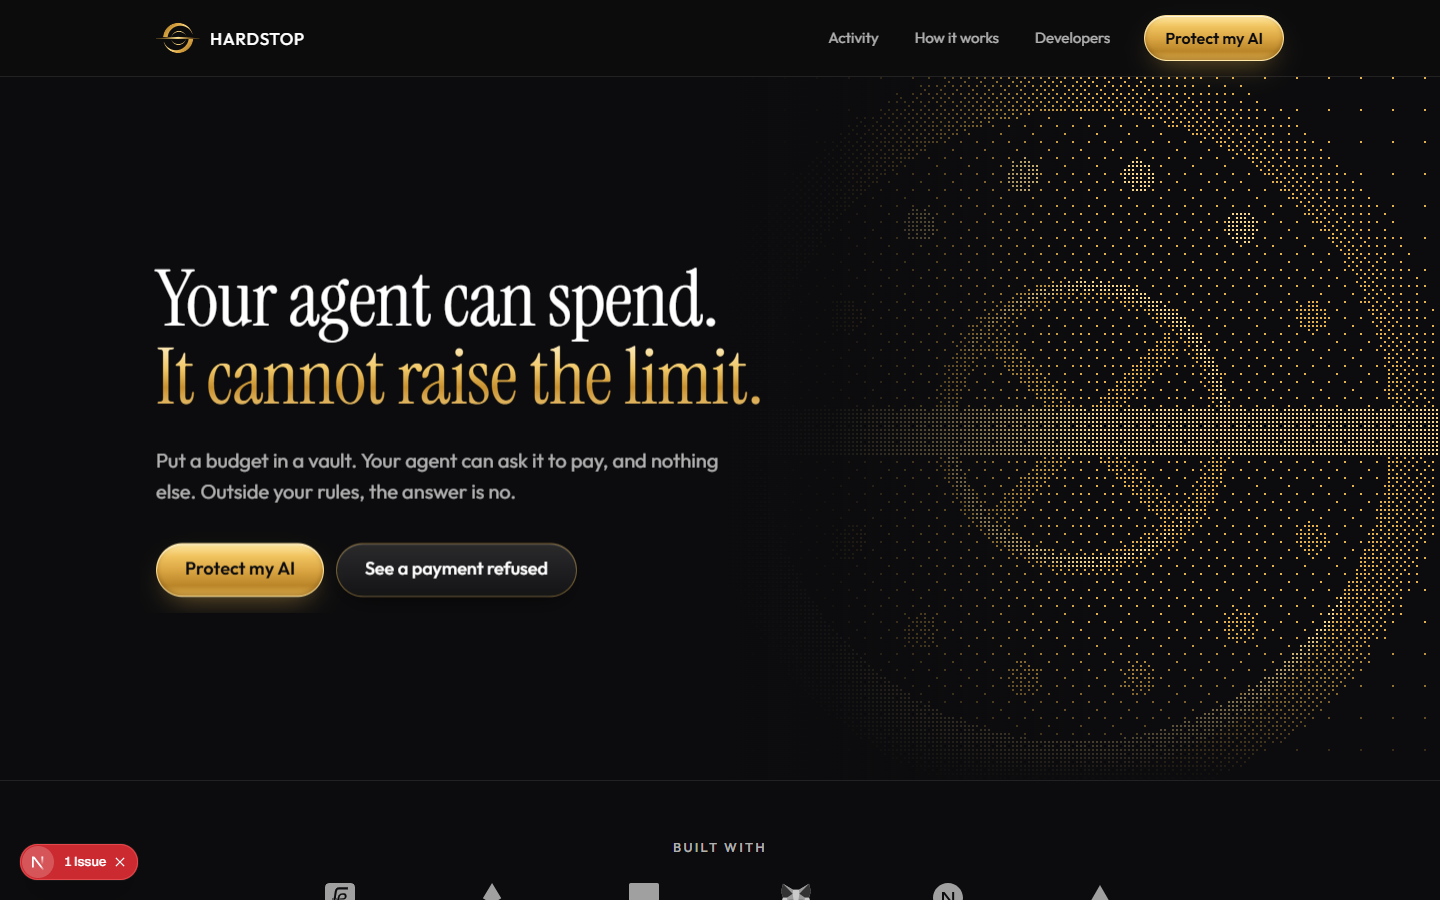 HARDSTOP
Activity
How it works
Developers
Protect my AI
Your agent can spend.
It cannot raise the limit.
Put a budget in a vault. Your agent can ask it to pay, and nothing
else. Outside your rules, the answer is no.
Protect my AI
See a payment refused
BUILT WITH
N
1 Issue
N